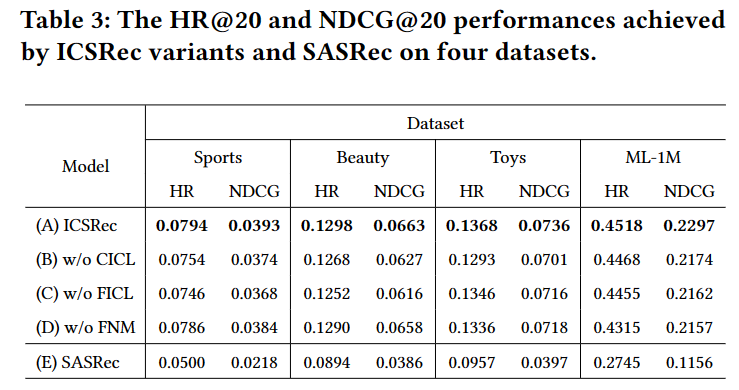 Table 3: The HR@20 and NDCG@20 performances achieved
by ICSRec variants and SASRec on four datasets.
Model Dataset
Sports Beauty Toys ML-1M
HR NDCG HR NDCG HR NDCG HR NDCG
(A) ICSRec 0.0794 0.0393 0.1298 0.0663 0.1368 0.0736 0.4518 0.2297
(B) w/o CICL 0.0754 0.0374 0.1268 0.0627 0.1293 0.0701 0.4468 0.2174
(C) w/o FICL 0.0746 0.0368 0.1252 0.0616 0.1346 0.0716 0.4455 0.2162
(D) w/o FNM 0.0786 0.0384 0.1290 0.0658 0.1336 0.0718 0.4315 0.2157
(E) SASRec 0.0500 0.0218 0.0894 0.0386 0.0957 0.0397 0.2745 0.1156